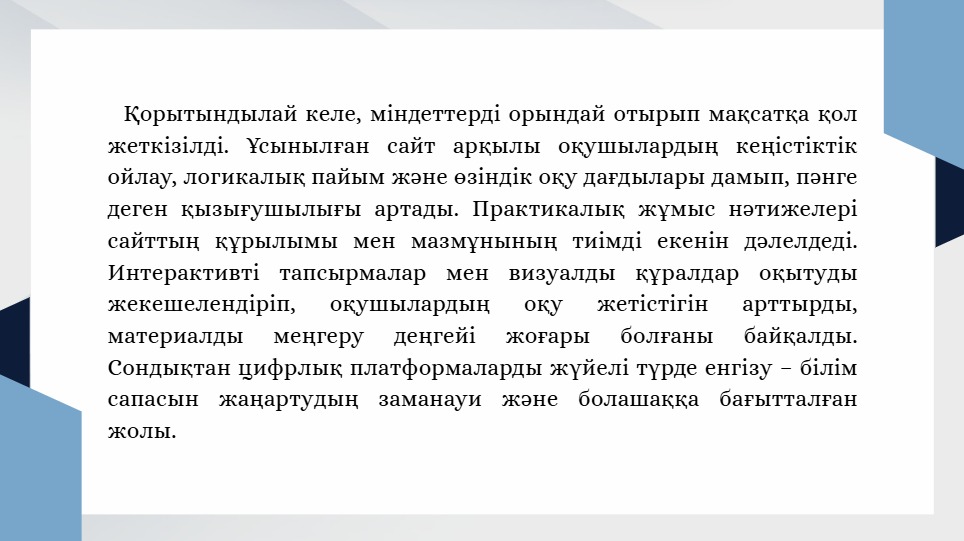 Қорытындылай келе, міндеттерді орындай отырып мақсатқа қол
жеткізілді. Ұсынылған сайт арқылы оқушылардың кеңістіктік
ойлау, логикалық пайым және өзіндік оқу дағдылары дамып, пәнге
деген қызығушылығы артады. Практикалық жұмыс нәтижелері
сайттың құрылымы мен мазмұнының тиімді екенін дәлелдеді.
Интерактивті тапсырмалар мен визуалды құралдар оқытуды
жекешелендіріп, оқушылардың оқу жетістігін арттырды,
материалды меңгеру деңгейі жоғары болғаны байқалды.
Сондықтан цифрлық платформаларды жүйелі түрде енгізу – білім
сапасын жаңартудың заманауи және болашаққа бағытталған
жолы.